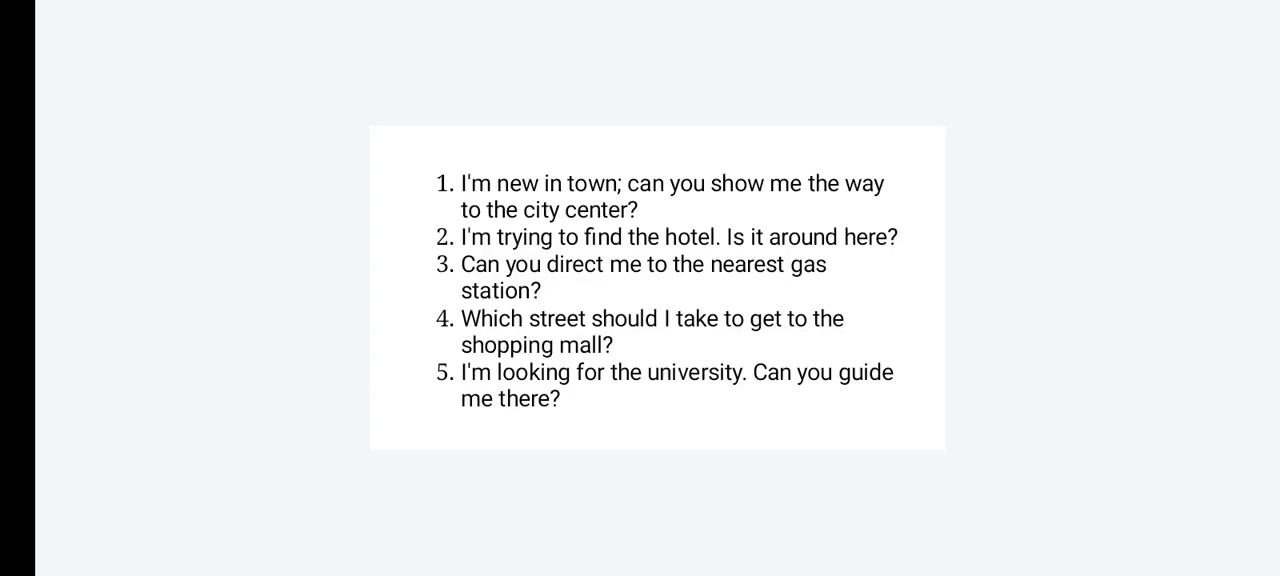 1. I'm new in town; can you show me the way
to the city center?
2. I'm trying to find the hotel. Is it around here?
3. Can you direct me to the nearest gas
station?
4. Which street should I take to get to the
shopping mall?
5. I'm looking for the university. Can you guide
me there?